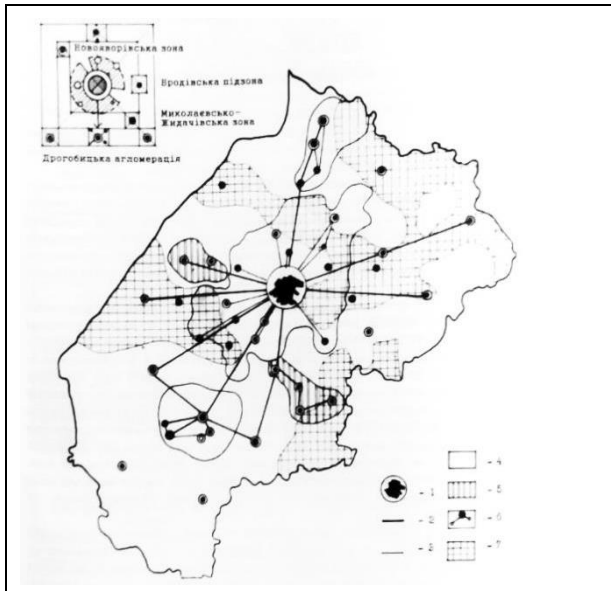 Новояворівська зона
Бродівська підзона
Миколаєвсько-
Жидачівська зона
Дрогобицька агломерація
- 1
- 2
- 3
- 4
- 5
- 6
- 7